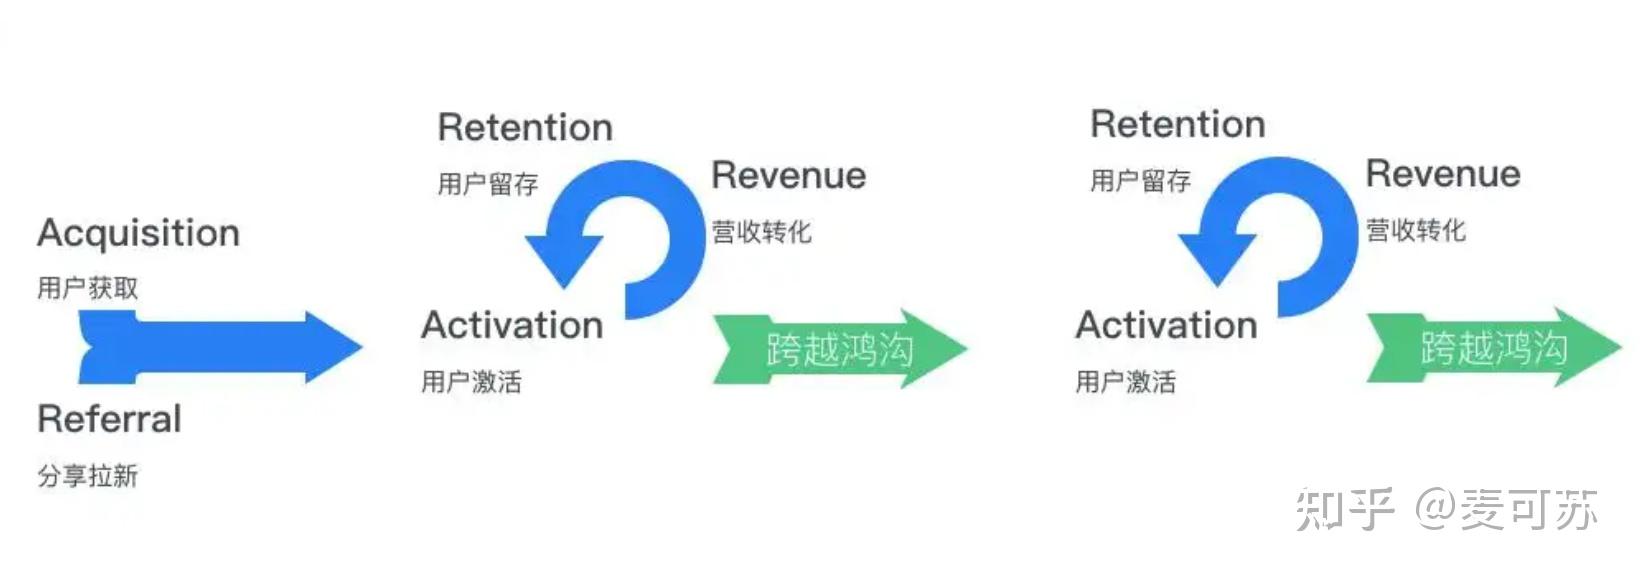 Acquisition
用户获取
Referral
分享拉新
Retention
用户留存
Revenue
营收转化
Activation
用户激活
跨越鸿沟
Retention
用户留存
Revenue
营收转化
Activation
用户激活
跨越鸿沟
知乎 @麦可苏